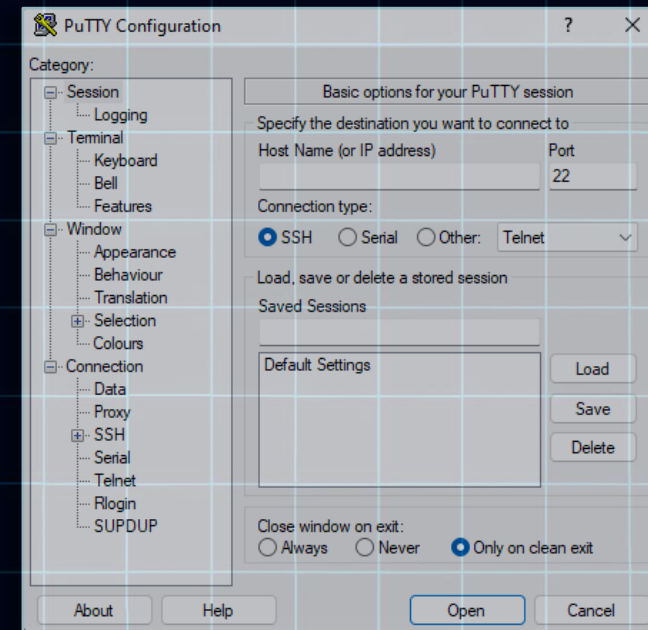 PuTTY Configuration
?
Category:
Session
Logging
Terminal
Keyboard
Bell
Features
Window
Appearance
Behaviour
Translation
Selection
Colours
Connection
Data
Proxy
SSH
Serial
Telnet
Rlogin
SUPDUP
Basic options for your PuTTY session
Specify the destination you want to connect to
Host Name (or IP address) Port
22
Connection type:
SSH Serial Other: Telnet
Load, save or delete a stored session
Saved Sessions
Default Settings
Load
Save
Delete
Close window on exit:
Always Never Only on clean exit
About Help Open Cancel